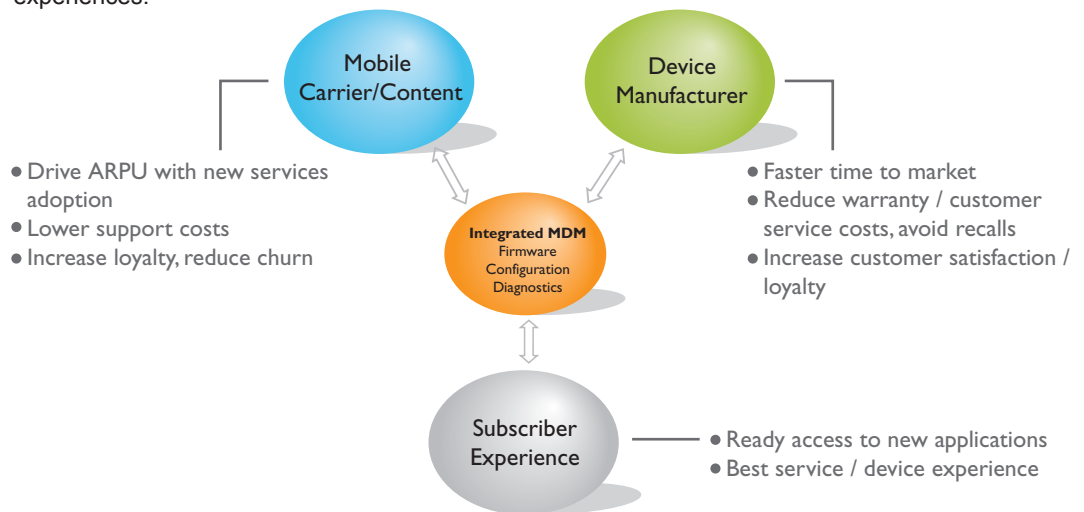 experiences.
Mobile
Carrier/Content
Device
Manufacturer
• Drive ARPU with new services
adoption
• Lower support costs
• Increase loyalty, reduce churn
• Faster time to market
• Reduce warranty / customer
service costs, avoid recalls
• Increase customer satisfaction /
loyalty
Integrated MDM
Firmware
Configuration
Diagnostics
Subscriber
Experience
• Ready access to new applications
• Best service / device experience